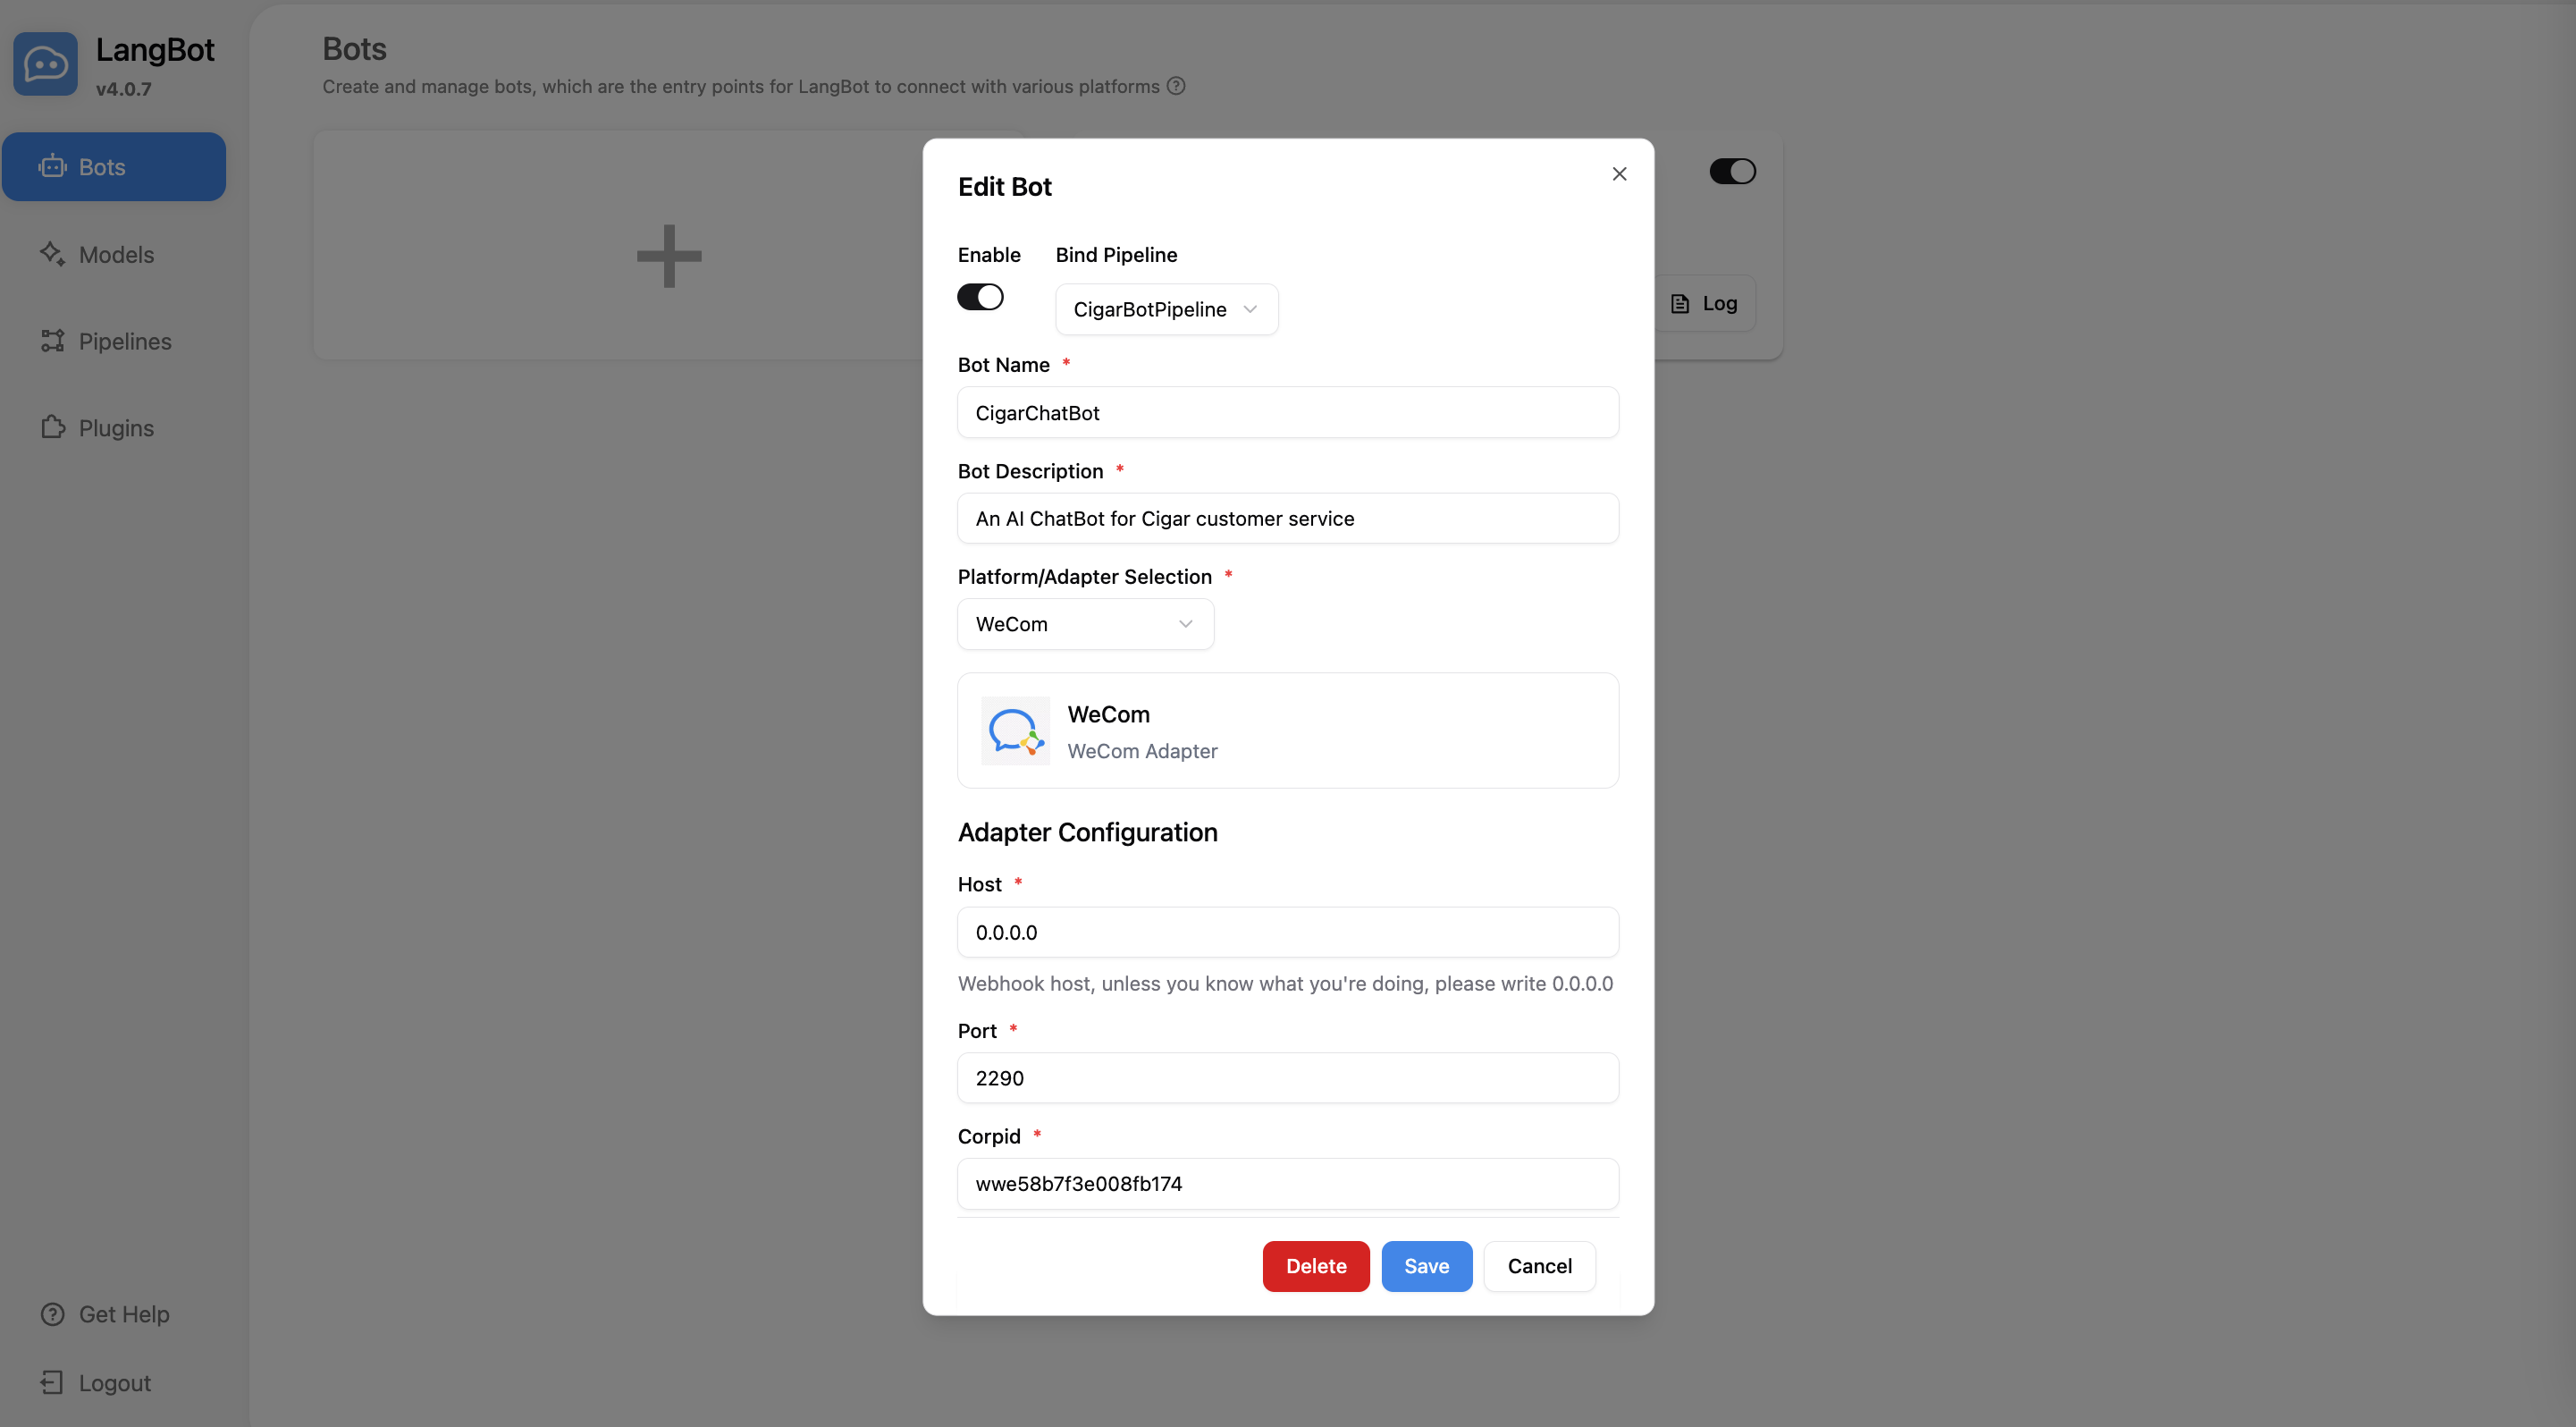 LangBot
v4.0.7
Bots
Models
Pipelines
Plugins
Get Help
Logout
Bots
Create and manage bots, which are the entry points for LangBot to connect with various platforms
Log
Edit Bot
Enable
Bind Pipeline
CigarBotPipeline
Bot Name *
CigarChatBot
Bot Description *
An AI ChatBot for Cigar customer service
Platform/Adapter Selection *
WeCom
WeCom
WeCom Adapter
Adapter Configuration
Host *
0.0.0.0
Webhook host, unless you know what you're doing, please write 0.0.0.0
Port *
2290
Corpid *
wwe58b7f3e008fb174
Delete
Save
Cancel